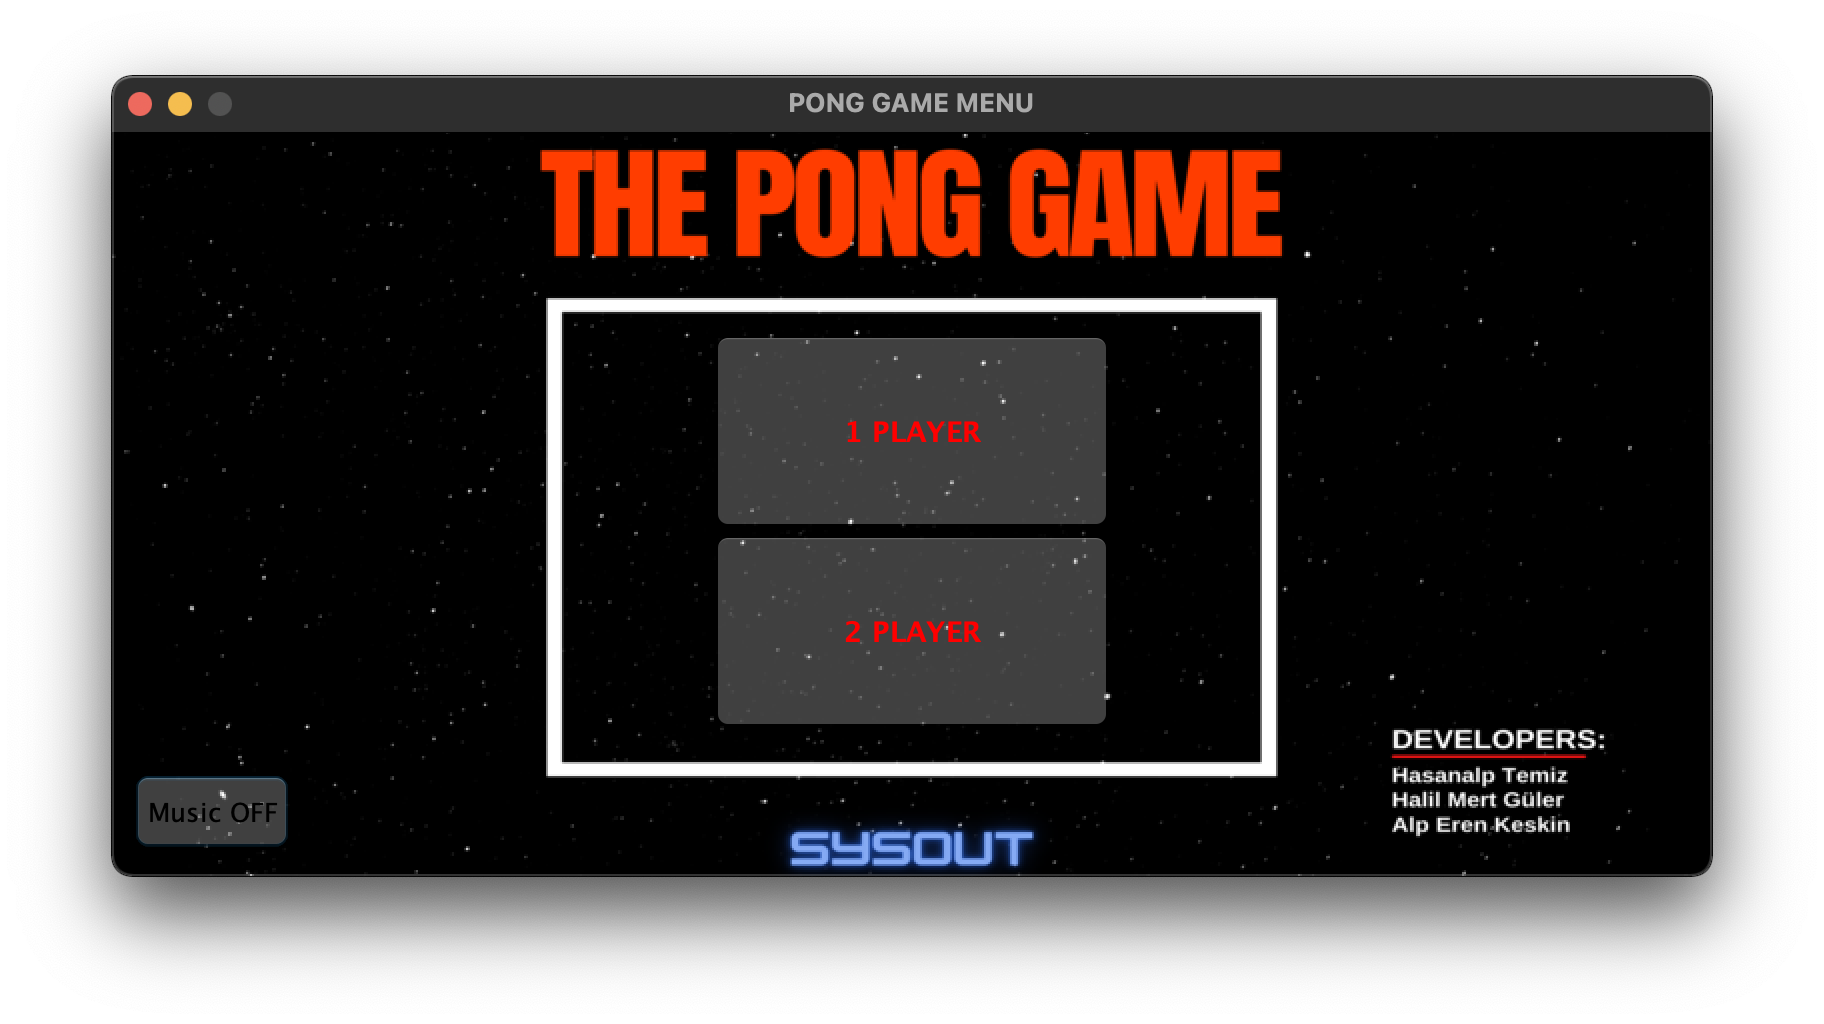 PONG GAME MENU
THE PONG GAME
1 PLAYER
2 PLAYER
Music OFF
DEVELOPERS:
Hasanalp Temiz
Halil Mert Güler
Alp Eren Keskin
SYSOUT